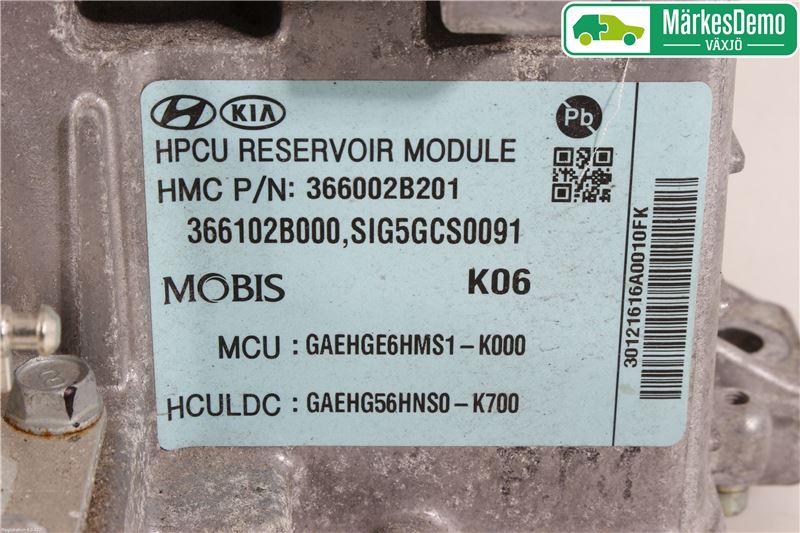 MärkesDemo
VÄXJÖ
HYUNDAI KIA Pb
HPCU RESERVOIR MODULE
HMC P/N: 366002B201
366102B000,SIG5GCS0091
MOBIS K06
MCU : GAEHGE6HMS1-K000
HCULDC : GAEHG56HNS0-K700
30121616A0010FK